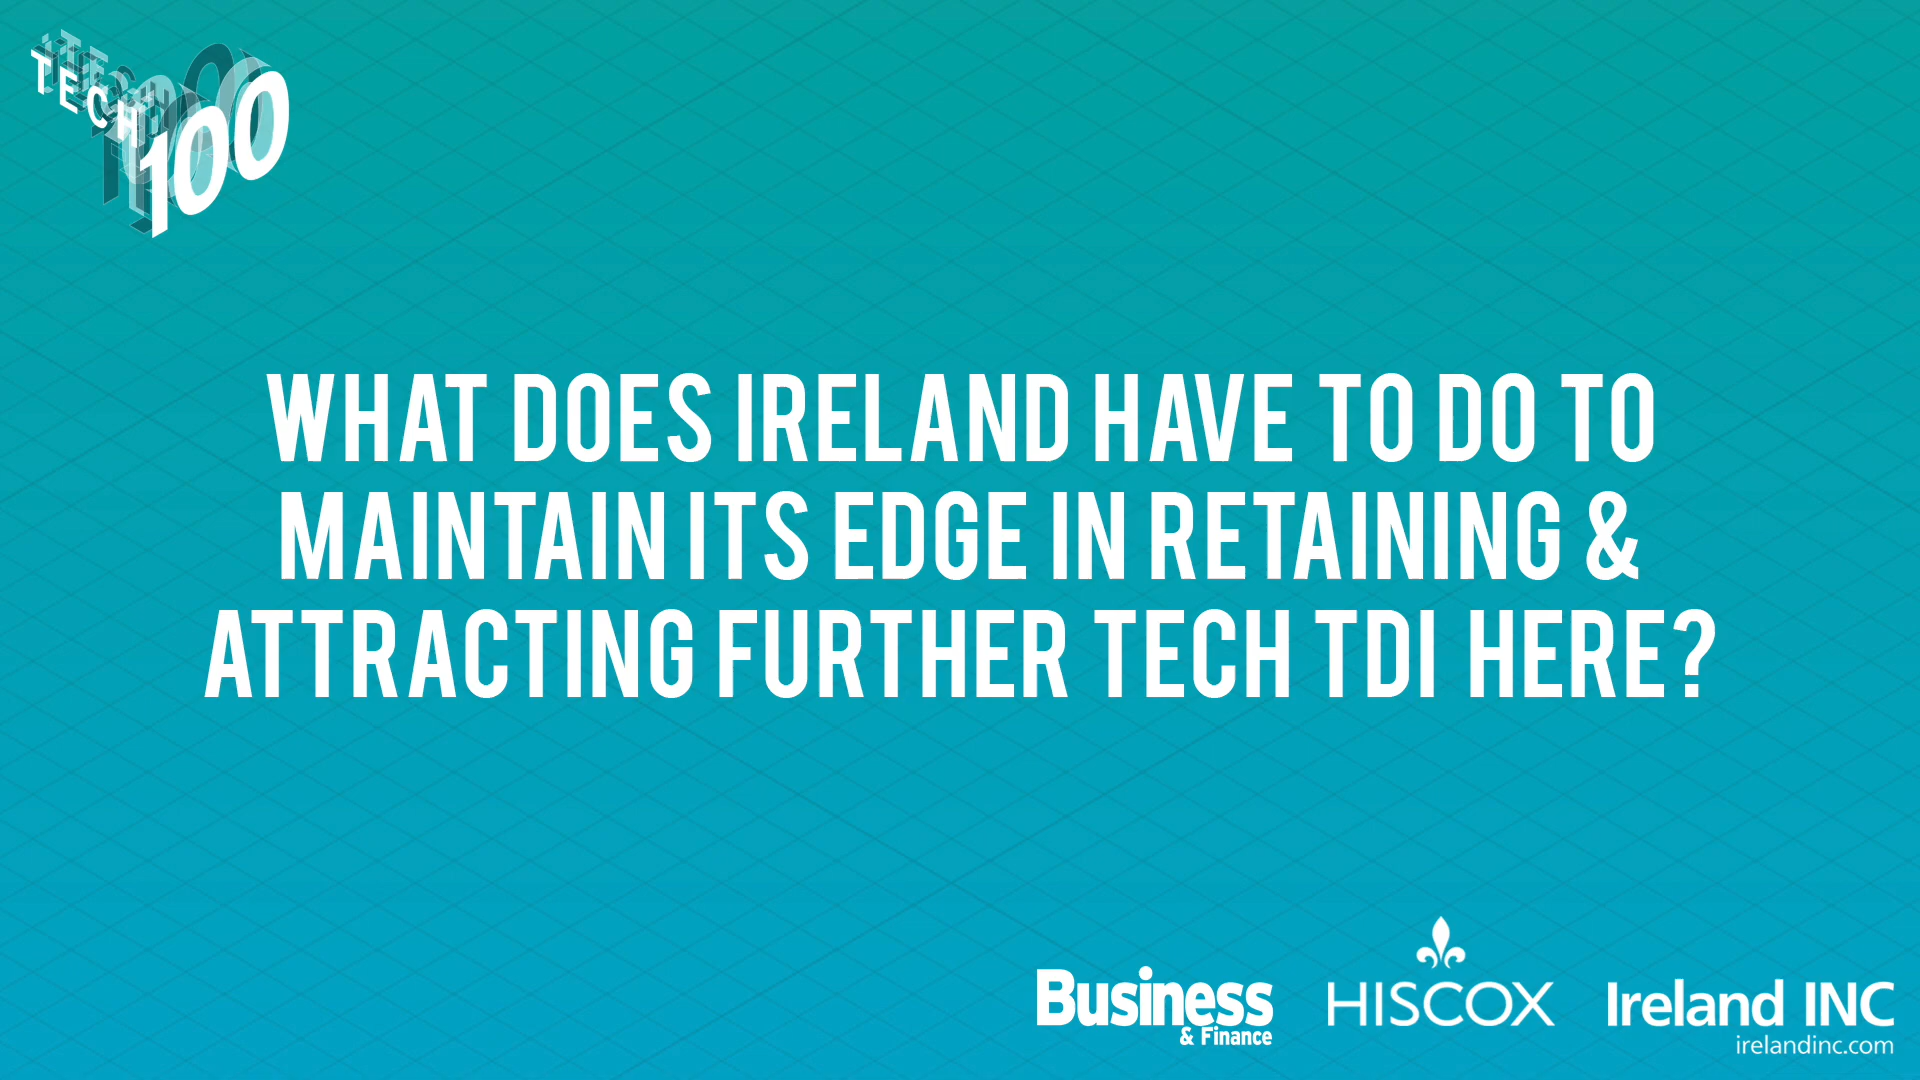 TECH
100
WHAT DOES IRELAND HAVE TO DO TO
MAINTAIN ITS EDGE IN RETAINING &
ATTRACTING FURTHER TECH TDI HERE?
Business
& Finance
HISCOX
Ireland INC
irelandinc.com